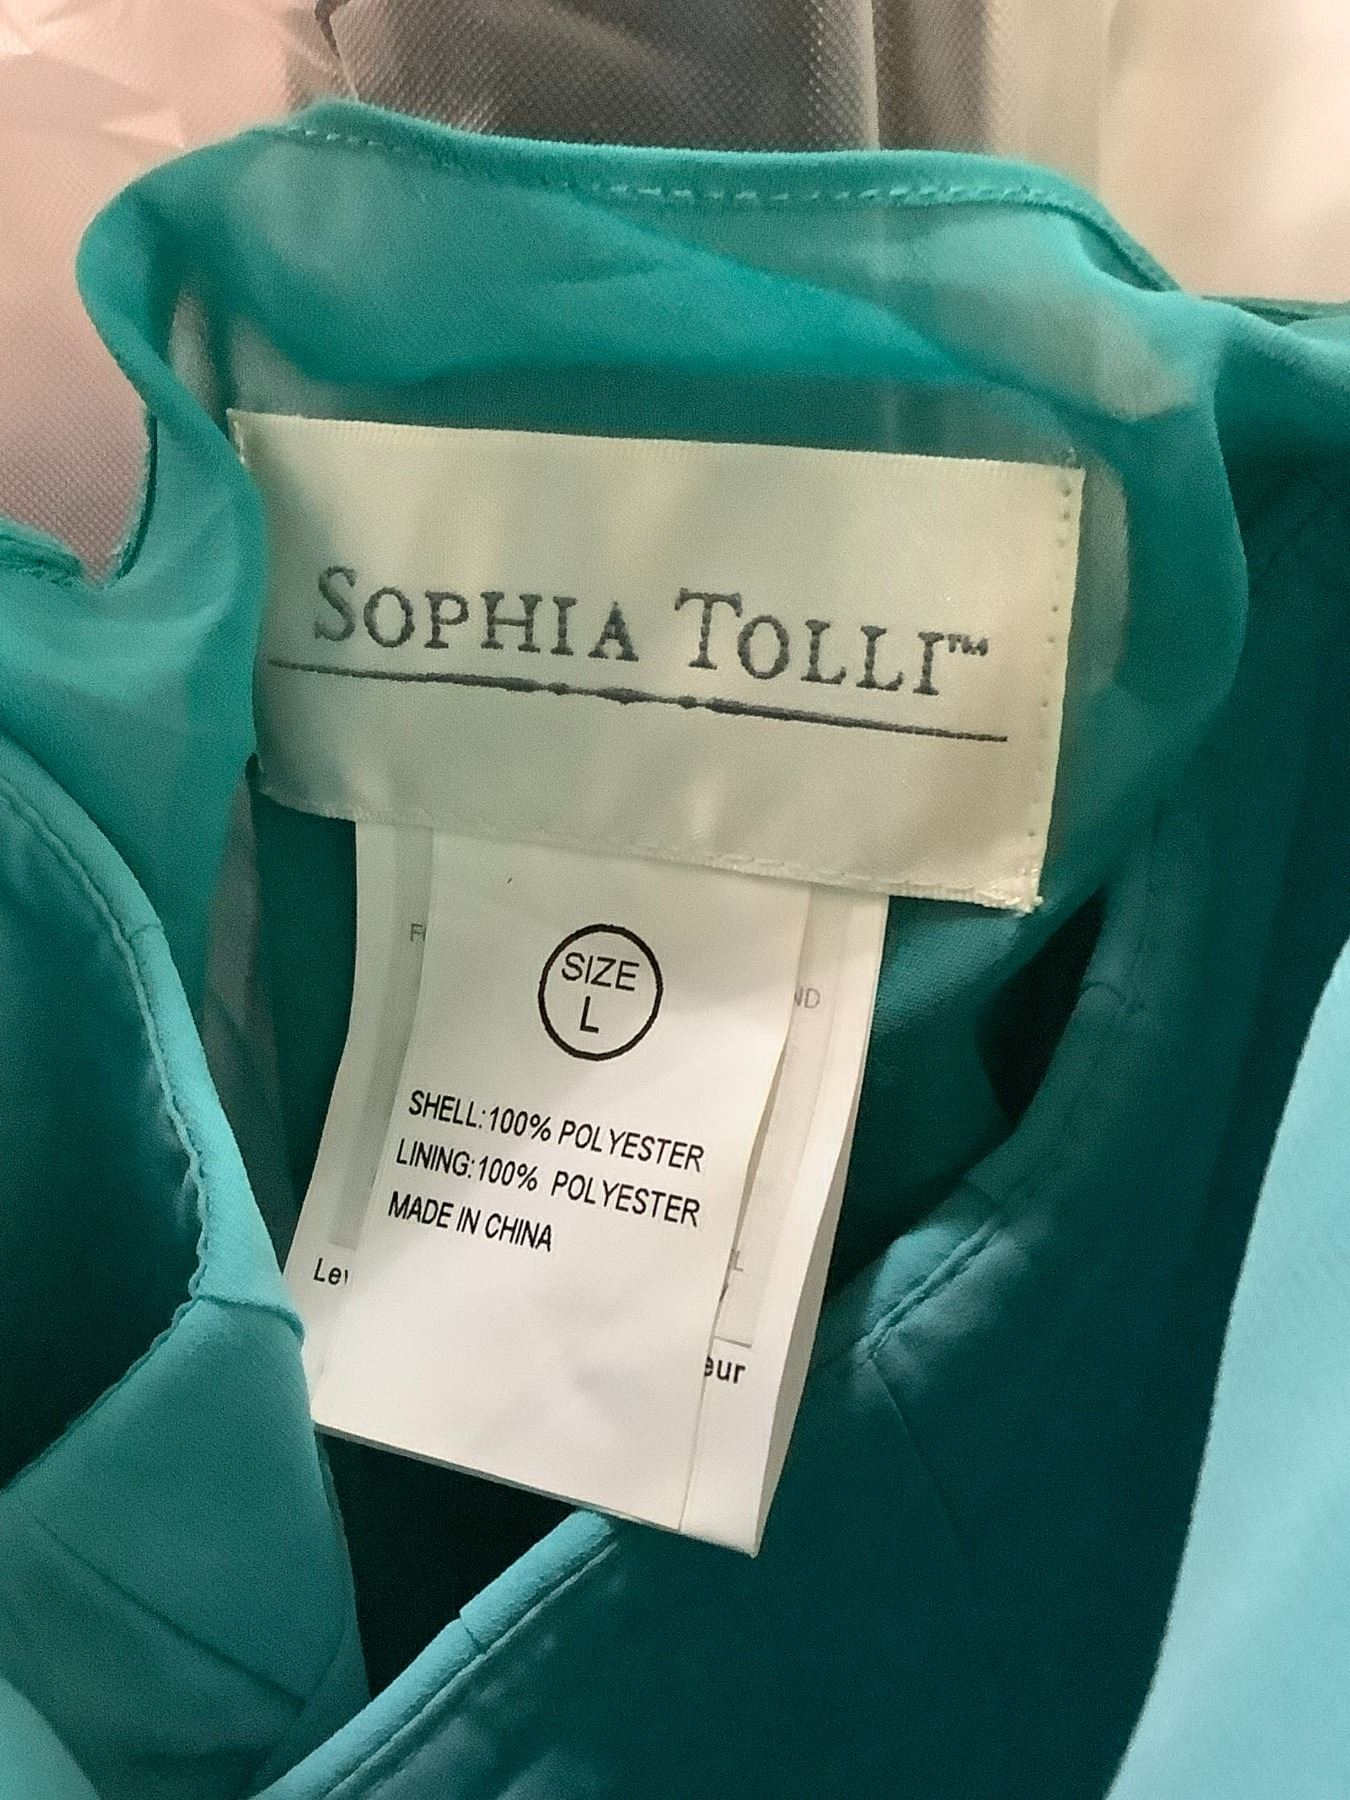 SOPHIA TOLLI™
SIZE
L
SHELL:100% POLYESTER
LINING:100% POLYESTER
MADE IN CHINA